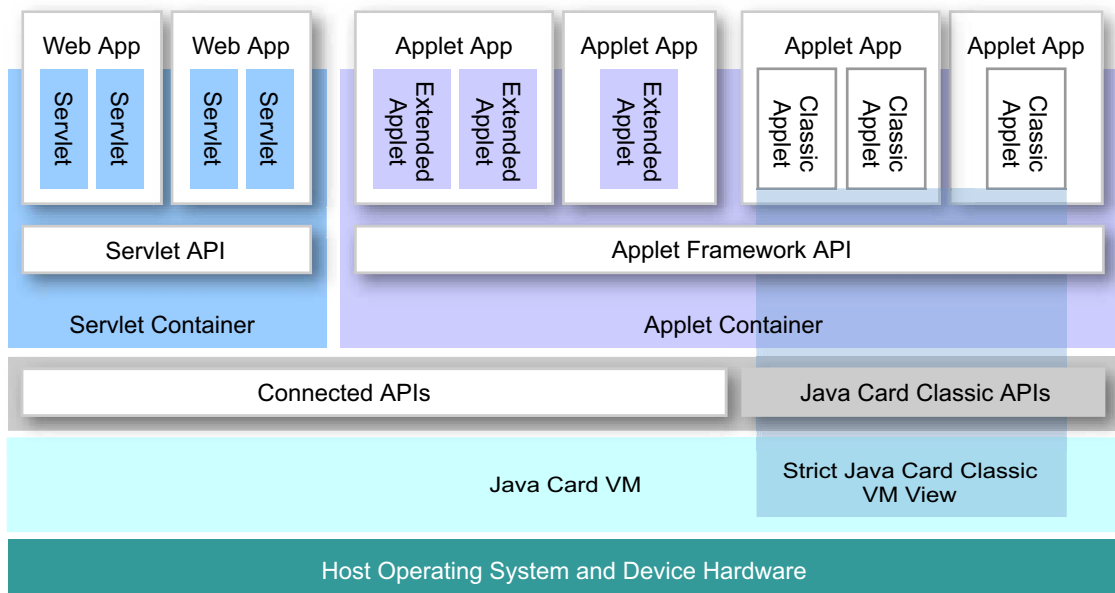 Web App
Web App
Applet App
Applet App
Applet App
Applet App
Servlet
Servlet
Servlet
Servlet
Extended
Applet
Extended
Applet
Extended
Applet
Classic
Applet
Classic
Applet
Classic
Applet
Servlet API
Applet Framework API
Servlet Container
Applet Container
Connected APIs
Java Card Classic APIs
Java Card VM
Strict Java Card Classic
VM View
Host Operating System and Device Hardware